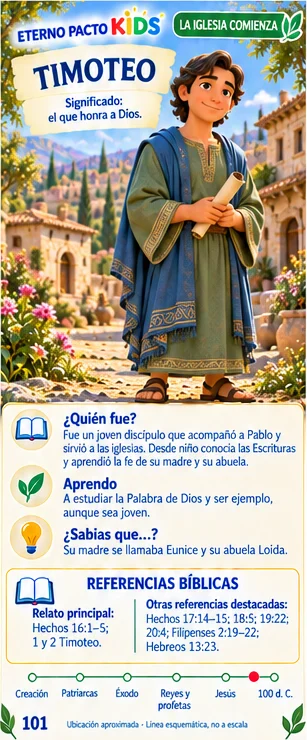 ETERNO PACTO KIDS
LA IGLESIA COMIENZA
TIMOTEO
Significado:
el que honra a Dios.
¿Quién fue?
Fue un joven discípulo que acompañó a Pablo y
sirvió a las iglesias. Desde niño conocía las Escrituras
y aprendió la fe de su madre y su abuela.
Aprendo
A estudiar la Palabra de Dios y ser ejemplo,
aunque sea joven.
¿Sabías que...?
Su madre se llamaba Eunice y su abuela Loida.
REFERENCIAS BÍBLICAS
Relato principal:
Hechos 16:1–5;
1 y 2 Timoteo.
Otras referencias destacadas:
Hechos 17:14–15; 18:5; 19:22;
20:4; Filipenses 2:19–22;
Hebreos 13:23.
Creación
Patriarcas
Éxodo
Reyes y
profetas
Jesús
100 d. C.
101
Ubicación aproximada - Línea esquemática, no a escala